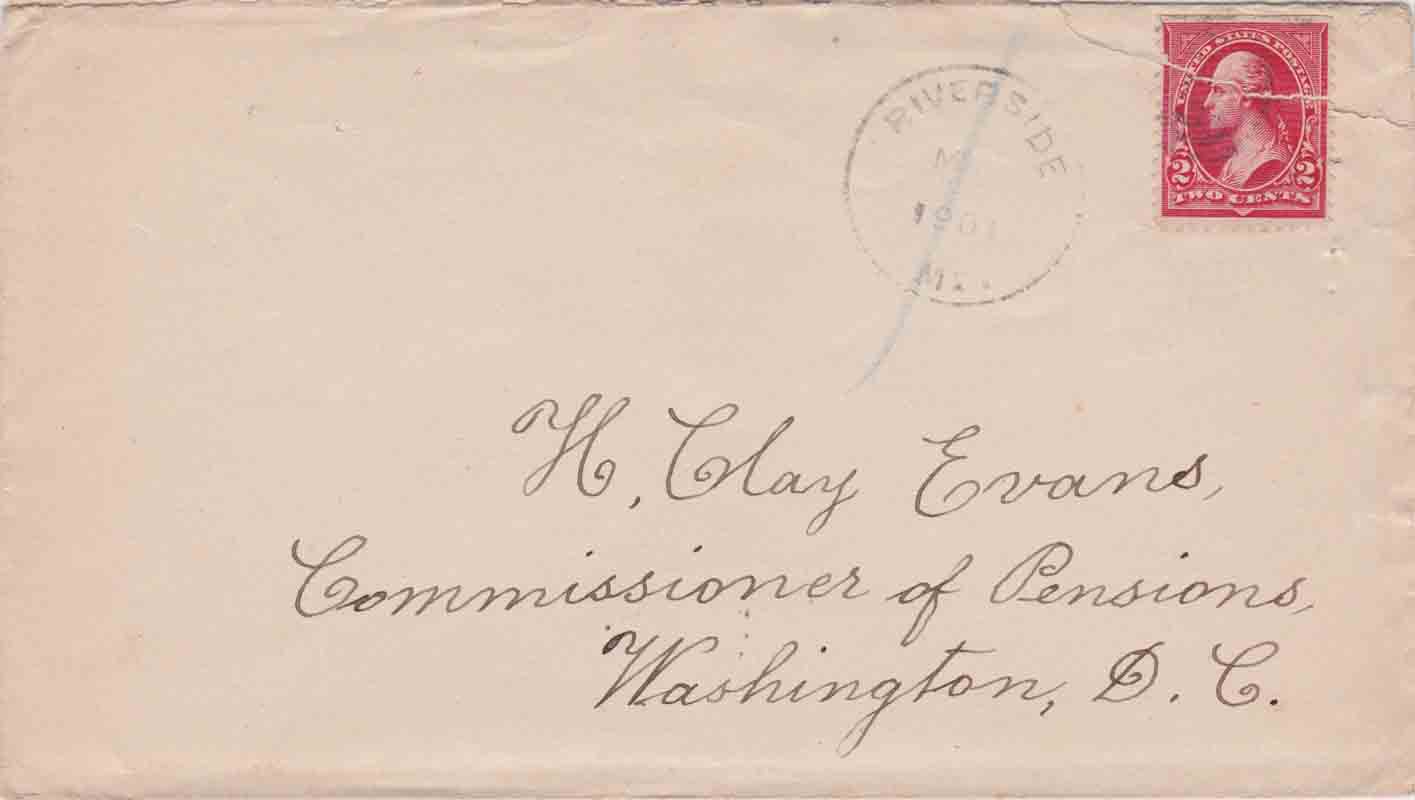 RIVERSIDE
1901
ME.
UNITED STATES POSTAGE
2 2
TWO CENTS
H. Clay Evans,
Commissioner of Pensions,
Washington, D. C.